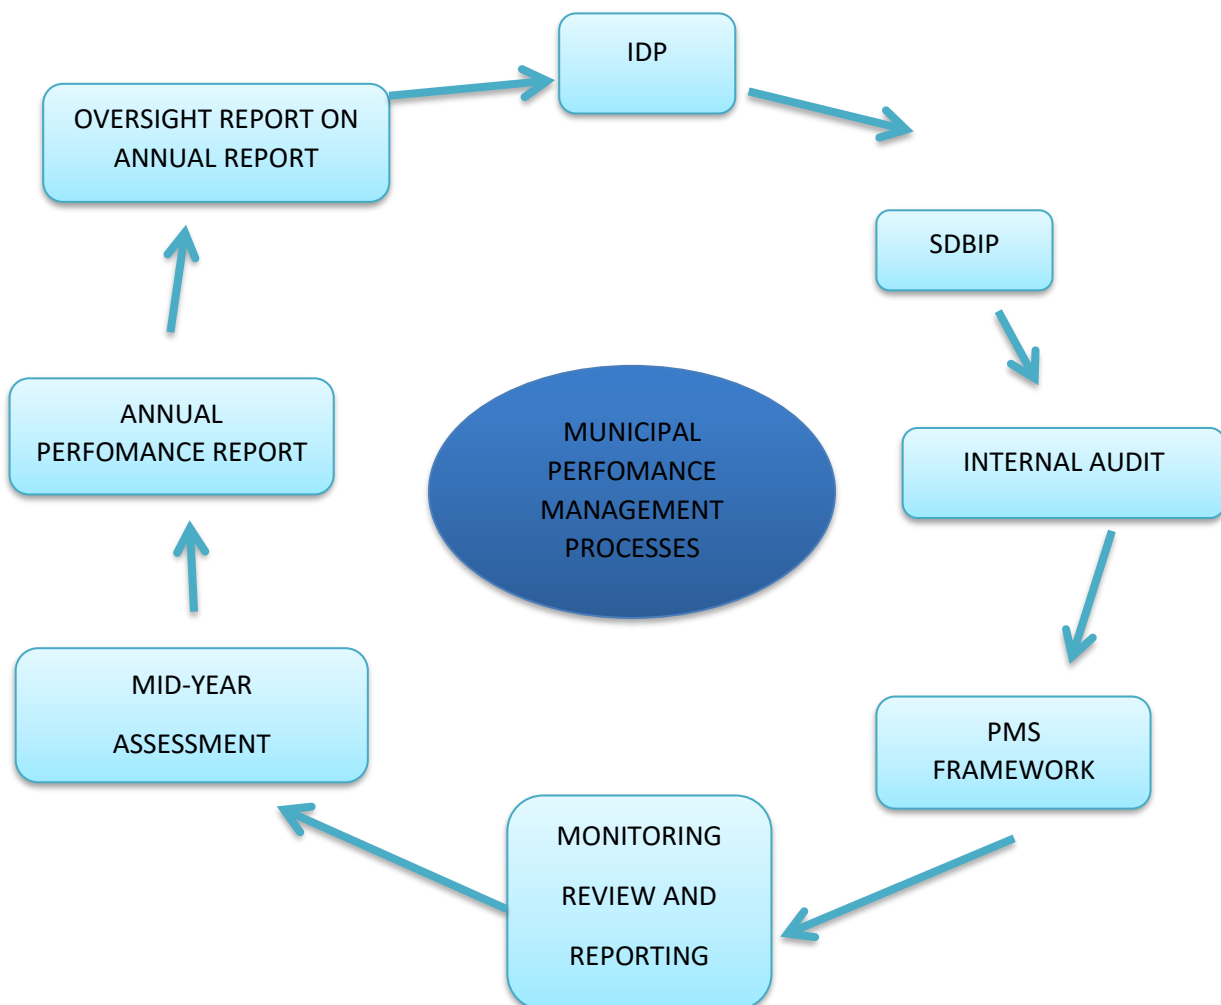 IDP
OVERSIGHT REPORT ON
ANNUAL REPORT
SDBIP
ANNUAL
PERFOMANCE REPORT
MUNICIPAL
PERFOMANCE
MANAGEMENT
PROCESSES
INTERNAL AUDIT
MID-YEAR
ASSESSMENT
PMS
FRAMEWORK
MONITORING
REVIEW AND
REPORTING